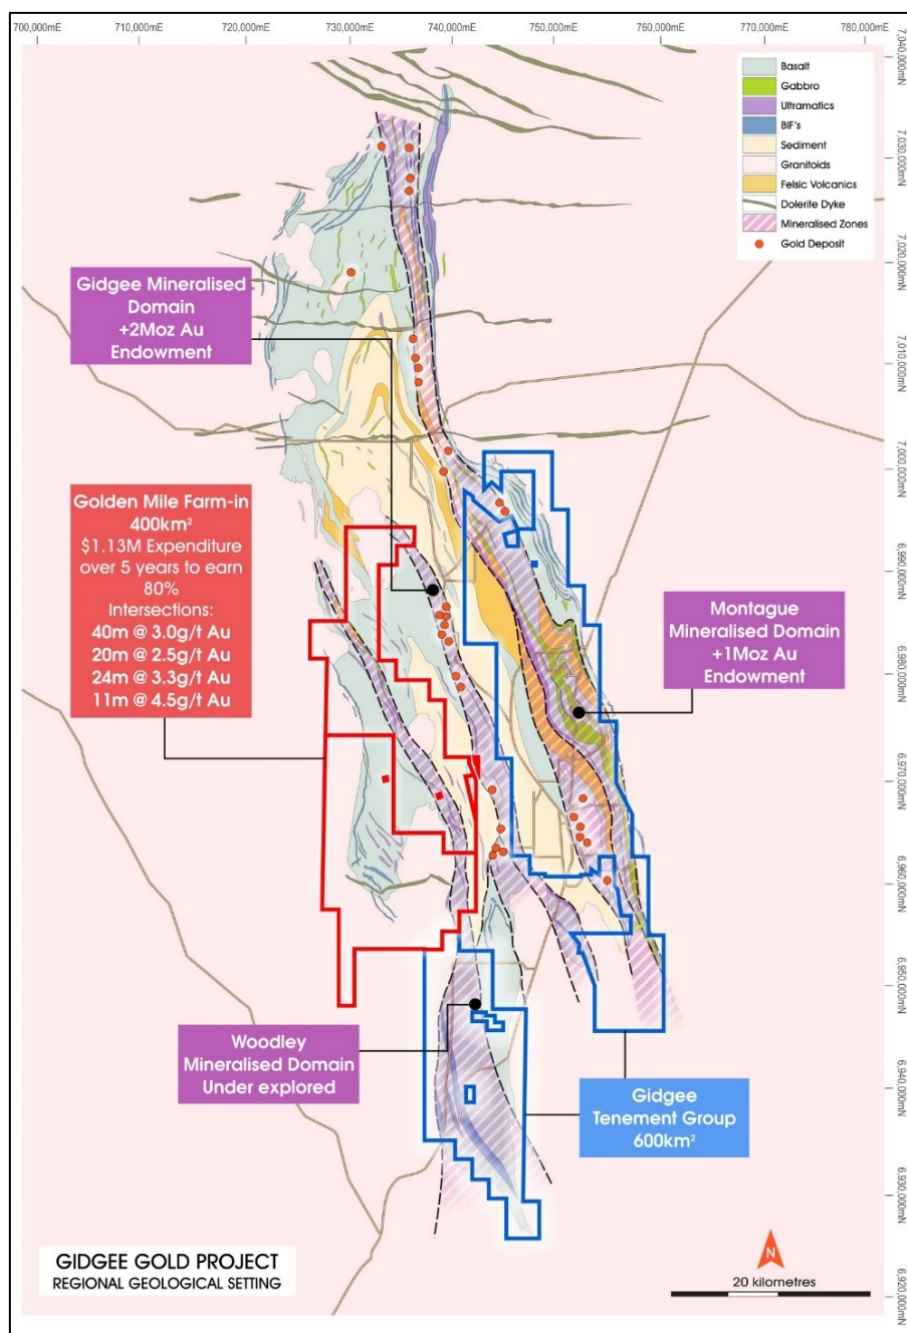 700,000mE
710,000mE
720,000mE
730,000mE
740,000mE
750,000mE
760,000mE
770,000mE
780,000mE
7,040,000mN
7,030,000mN
7,020,000mN
7,010,000mN
7,000,000mN
6,990,000mN
6,980,000mN
6,970,000mN
6,960,000mN
6,950,000mN
6,940,000mN
6,930,000mN
6,920,000mN
Basalt
Gabbro
Ultramafics
BIF's
Sediment
Granitoids
Felsic Volcanics
Dolerite Dyke
Mineralised Zones
Gold Deposit
Gidgee Mineralised
Domain
+2Moz Au
Endowment
Golden Mile Farm-in
400km²
$1.13M Expenditure
over 5 years to earn
80%
Intersections:
40m @ 3.0g/t Au
20m @ 2.5g/t Au
24m @ 3.3g/t Au
11m @ 4.5g/t Au
Montague
Mineralised Domain
+1Moz Au
Endowment
Woodley
Mineralised Domain
Under explored
Gidgee
Tenement Group
600km²
GIDGEE GOLD PROJECT
REGIONAL GEOLOGICAL SETTING
N
20 kilometres